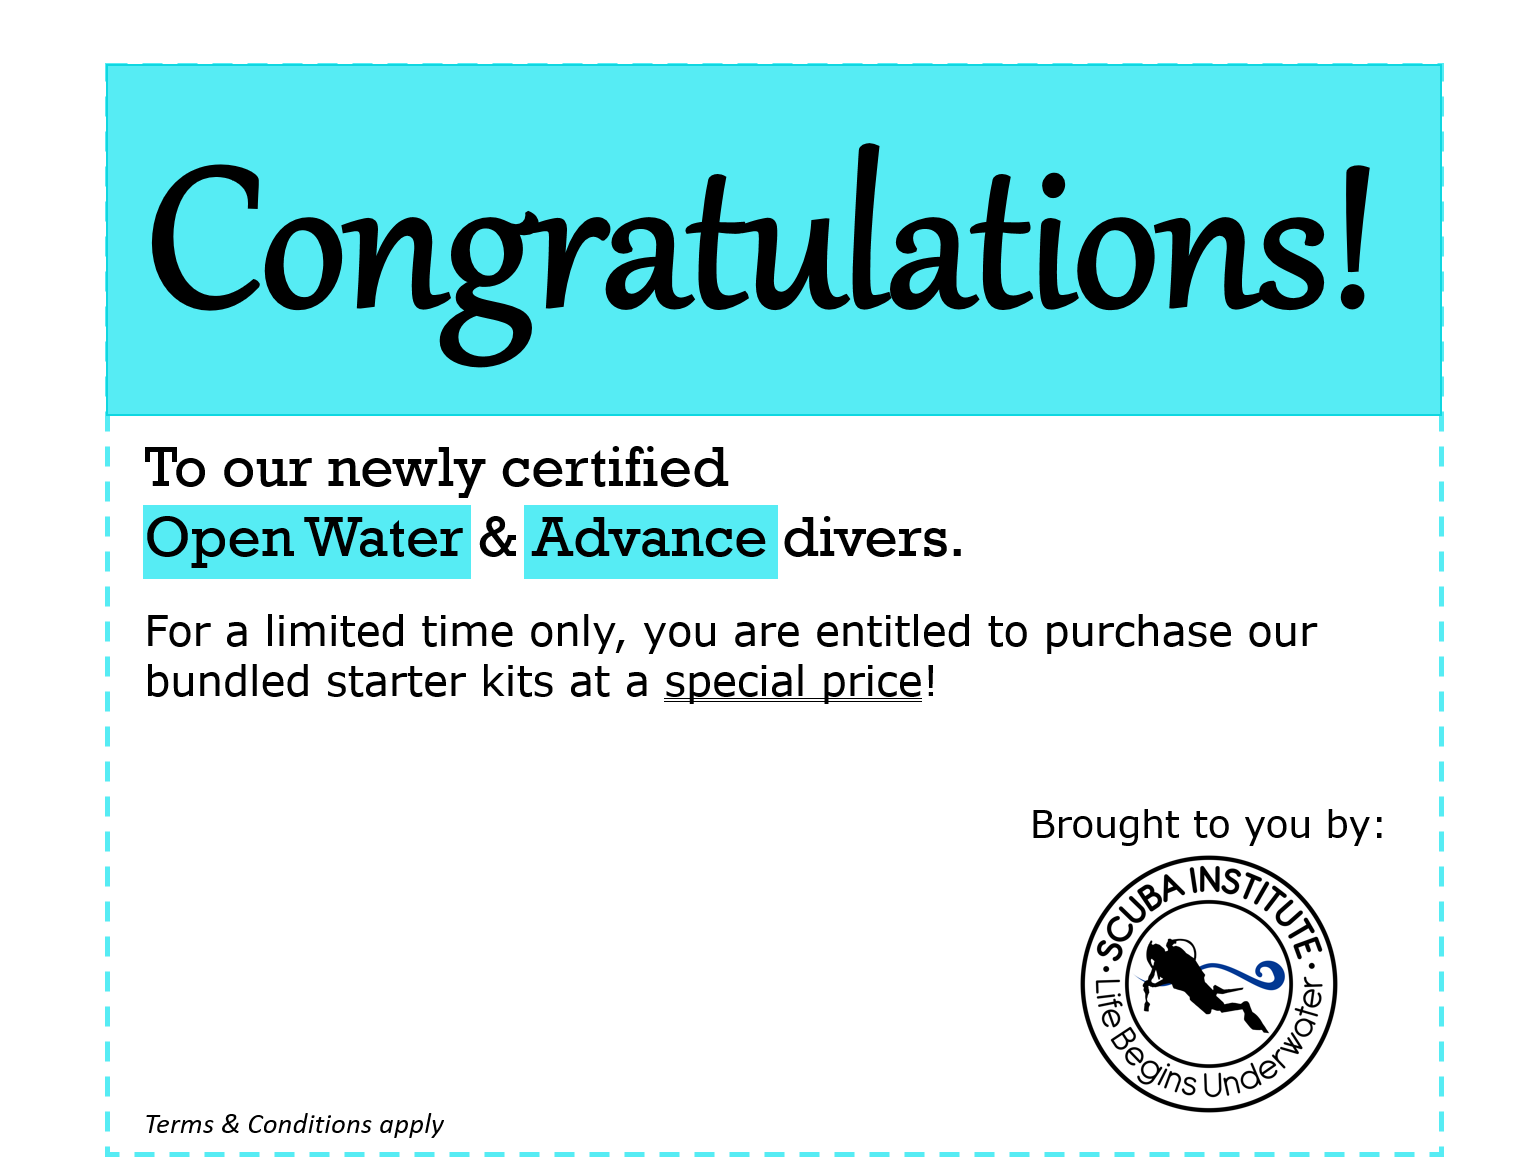 Congratulations!
To our newly certified
Open Water & Advance divers.
For a limited time only, you are entitled to purchase our
bundled starter kits at a special price!
Brought to you by:
· SCUBA INSTITUTE ·
Life Begins Underwater
Terms & Conditions apply